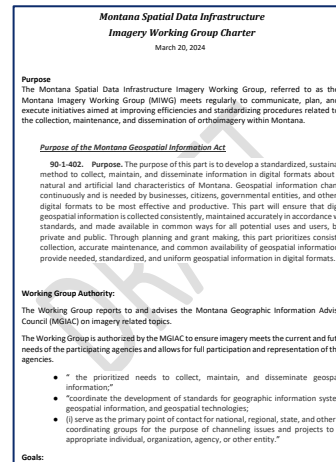 Montana Spatial Data Infrastructure
Imagery Working Group Charter
March 20, 2024
Purpose
The Montana Spatial Data Infrastructure Imagery Working Group, referred to as the
Montana Imagery Working Group (MIWG) meets regularly to communicate, plan, and
execute initiatives aimed at improving efficiencies and standardizing procedures related to
the collection, maintenance, and dissemination of orthoimagery within Montana.
Purpose of the Montana Geospatial Information Act
90-1-402. Purpose. The purpose of this part is to develop a standardized, sustaina
method to collect, maintain, and disseminate information in digital formats about
natural and artificial land characteristics of Montana. Geospatial information chan
continuously and is needed by businesses, citizens, governmental entities, and other
digital formats to be most effective and productive. This part will ensure that dig
geospatial information is collected consistently, maintained accurately in accordance w
standards, and made available in common ways for all potential uses and users, b
private and public. Through planning and grant making, this part prioritizes consist
collection, accurate maintenance, and common availability of geospatial information
provide needed, standardized, and uniform geospatial information in digital formats.
Working Group Authority:
The Working Group reports to and advises the Montana Geographic Information Advis
Council (MGIAC) on imagery related topics.
The Working Group is authorized by the MGIAC to ensure imagery meets the current and fut
needs of the participating agencies and allows for full participation and representation of th
agencies.
● " the prioritized needs to collect, maintain, and disseminate geospa
information;"
● "coordinate the development of standards for geographic information syste
geospatial information, and geospatial technologies;
● (i) serve as the primary point of contact for national, regional, state, and other
coordinating groups for the purpose of channeling issues and projects to
appropriate individual, organization, agency, or other entity."
Goals:
DRAFT